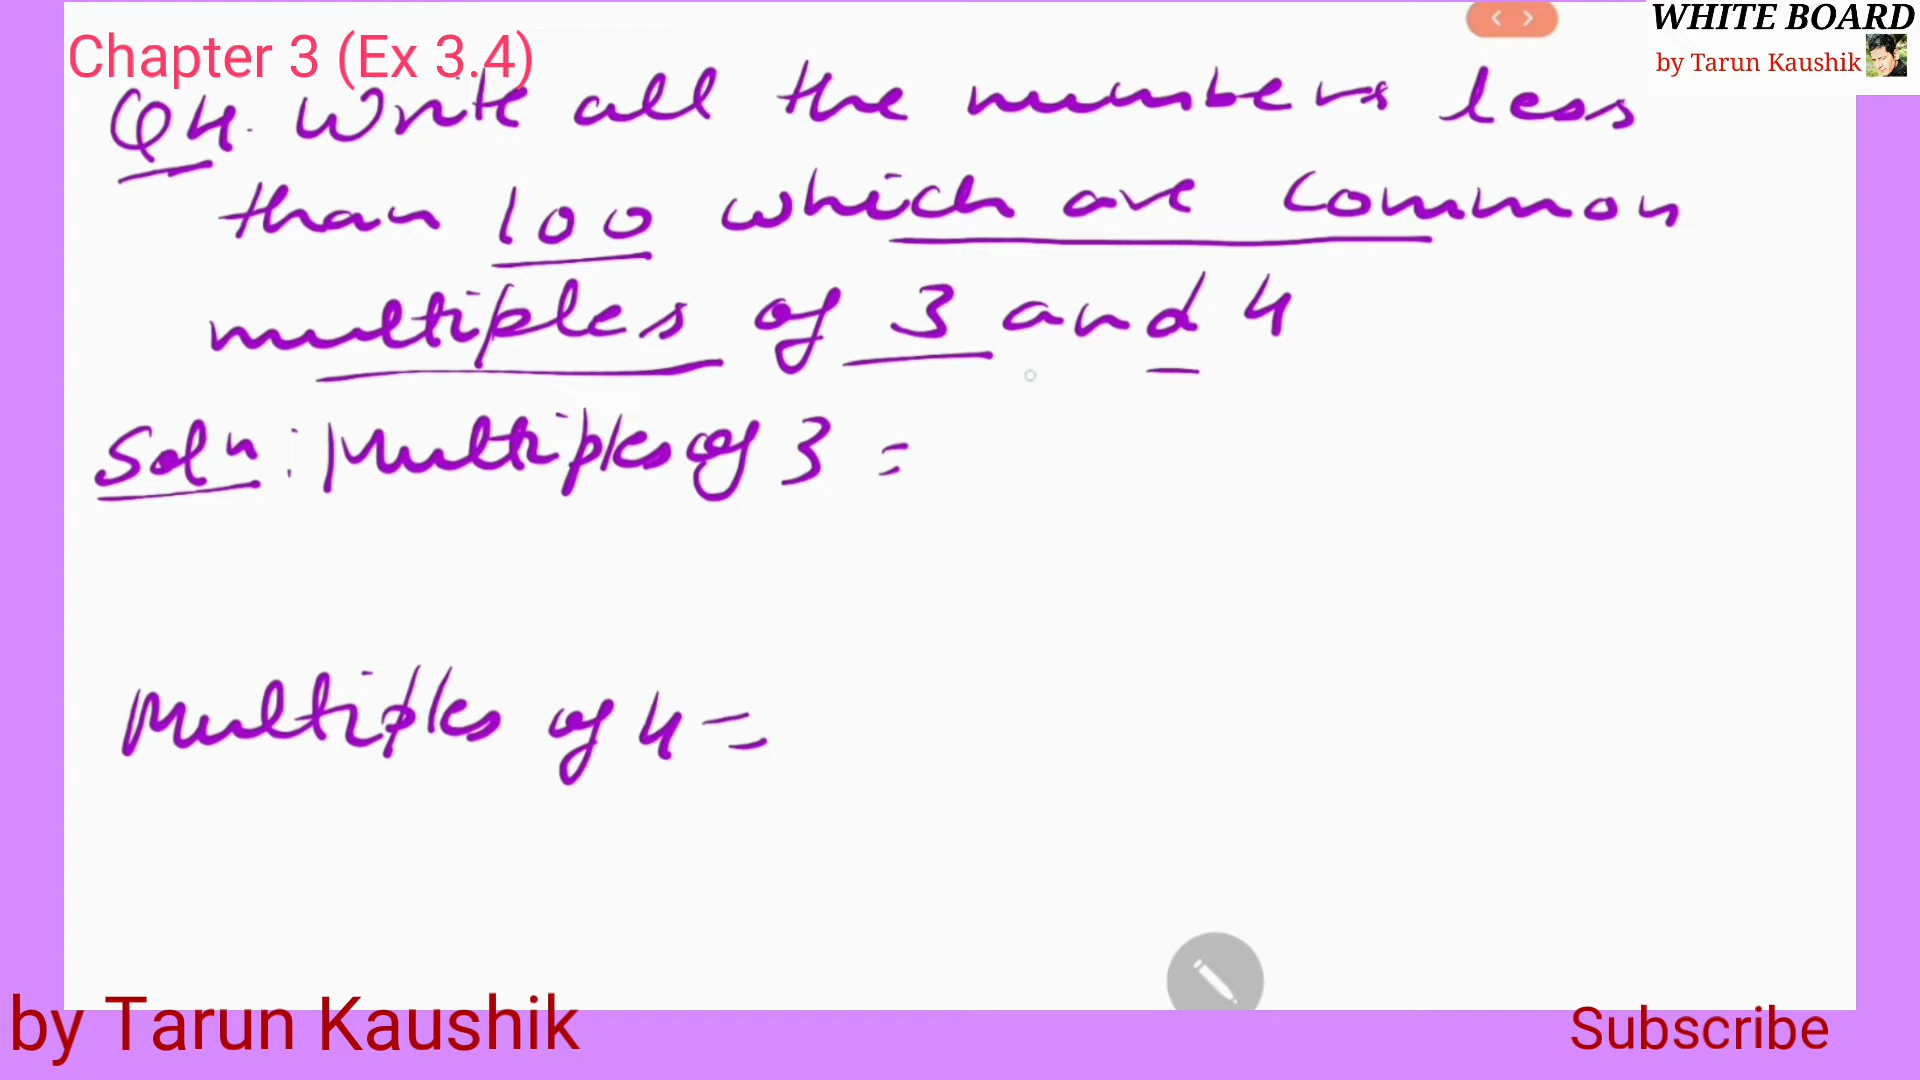 WHITE BOARD
by Tarun Kaushik
Chapter 3 (Ex 3.4)
Q4. Write all the numbers less
than 100 which are common
multiples of 3 and 4
Soln : Multiples of 3 =
Multiples of 4 =
by Tarun Kaushik
Subscribe